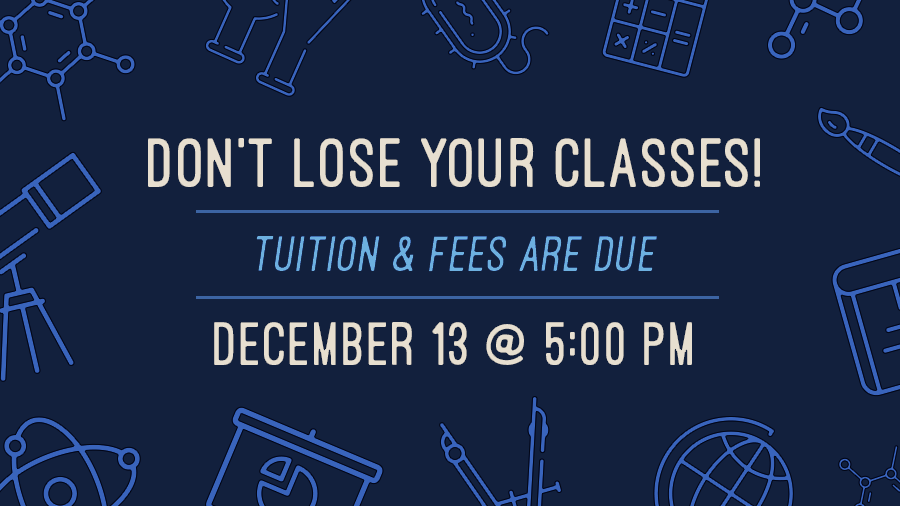 DON'T LOSE YOUR CLASSES!
TUITION & FEES ARE DUE
DECEMBER 13 @ 5:00 PM